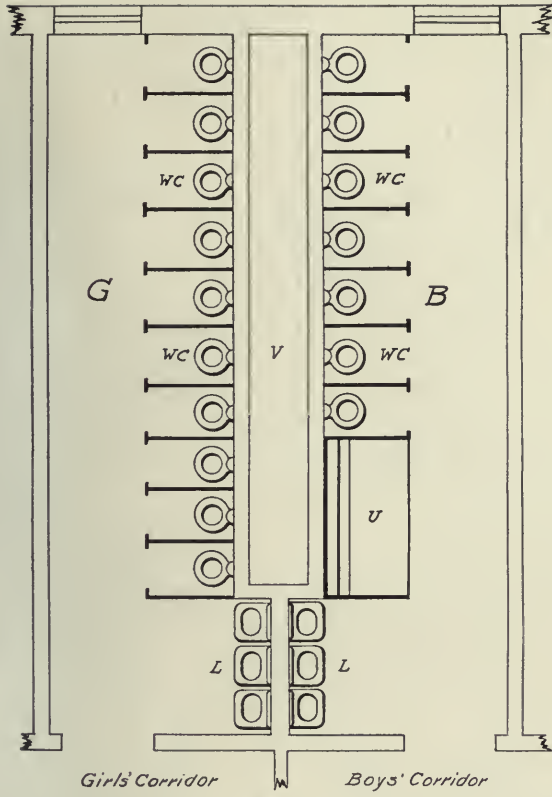 WC WC
G B
WC V WC
U
L L
Girls' Corridor Boys' Corridor